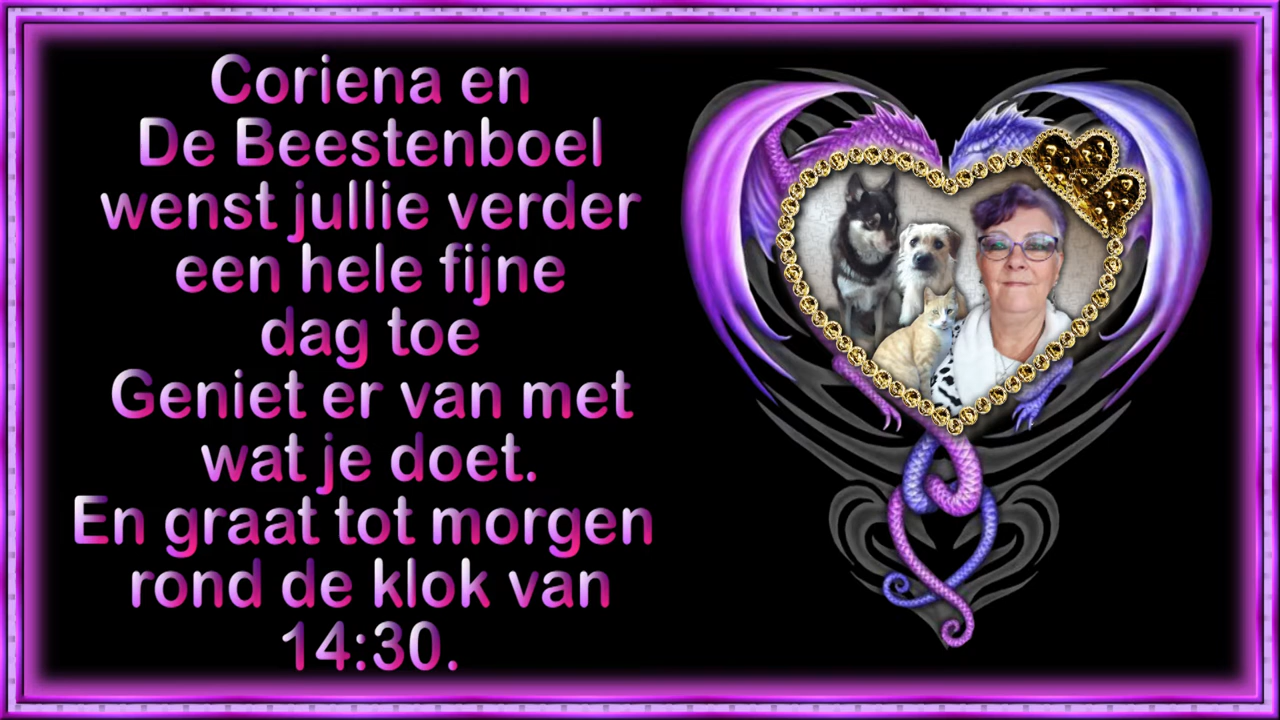 Coriena en
De Beestenboel
wenst jullie verder
een hele fijne
dag toe
Geniet er van met
wat je doet.
En graat tot morgen
rond de klok van
14:30.